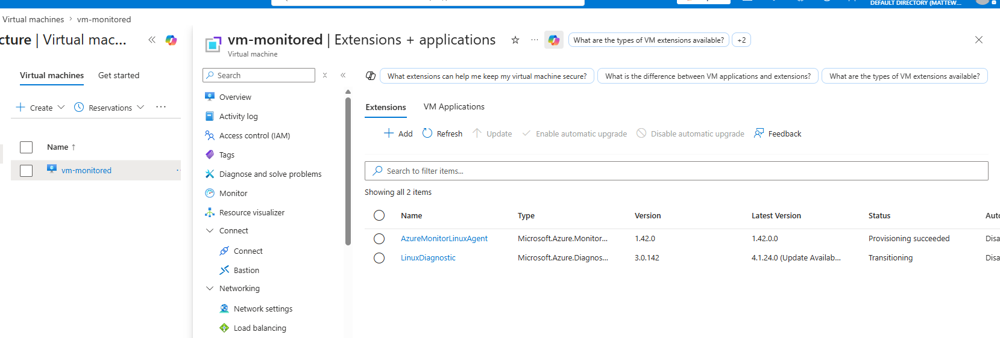 DEFAULT DIRECTORY (MATTEW...
Virtual machines > vm-monitored
cture | Virtual mac...
vm-monitored | Extensions + applications
What are the types of VM extensions available?
+2
Virtual machine
Virtual machines
Get started
Search
What extensions can help me keep my virtual machine secure?
What is the difference between VM applications and extensions?
What are the types of VM extensions available?
Create
Reservations
Name ↑
vm-monitored
Overview
Activity log
Access control (IAM)
Tags
Diagnose and solve problems
Monitor
Resource visualizer
Connect
Connect
Bastion
Networking
Network settings
Load balancing
Extensions
VM Applications
Add
Refresh
Update
Enable automatic upgrade
Disable automatic upgrade
Feedback
Search to filter items...
Showing all 2 items
Name Type Version Latest Version Status Auto
AzureMonitorLinuxAgent Microsoft.Azure.Monitor... 1.42.0 1.42.0.0 Provisioning succeeded Disa
LinuxDiagnostic Microsoft.Azure.Diagnos... 3.0.142 4.1.24.0 (Update Availab... Transitioning Disa